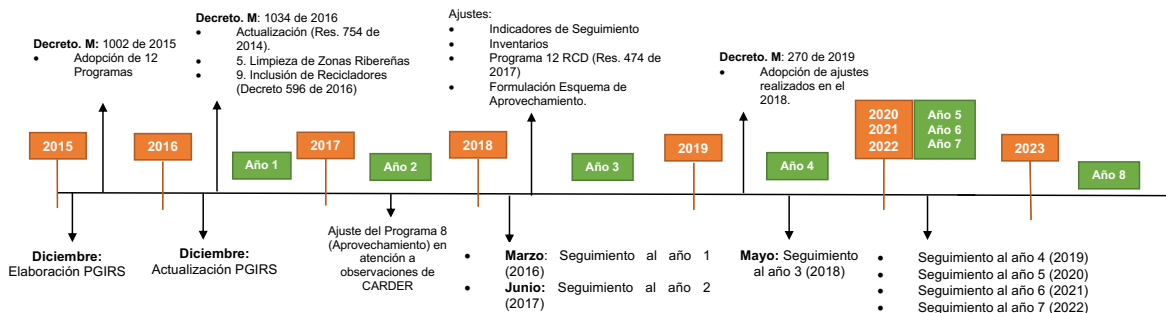 Decreto. M: 1002 de 2015
• Adopción de 12
Programas
Decreto. M: 1034 de 2016
• Actualización (Res. 754 de
2014).
• 5. Limpieza de Zonas Ribereñas
• 9. Inclusión de Recicladores
(Decreto 596 de 2016)
Ajustes:
• Indicadores de Seguimiento
• Inventarios
• Programa 12 RCD (Res. 474 de
2017)
• Formulación Esquema de
Aprovechamiento.
Decreto. M: 270 de 2019
• Adopción de ajustes
realizados en el
2018.
2015
2016
Año 1
2017
Año 2
2018
Año 3
2019
Año 4
2020
2021
2022
Año 5
Año 6
Año 7
2023
Año 8
Diciembre:
Elaboración PGIRS
Diciembre:
Actualización PGIRS
Ajuste del Programa 8
(Aprovechamiento) en
atención a
observaciones de
CARDER
• Marzo: Seguimiento al año 1
(2016)
• Junio: Seguimiento al año 2
(2017)
Mayo: Seguimiento
al año 3 (2018)
• Seguimiento al año 4 (2019)
• Seguimiento al año 5 (2020)
• Seguimiento al año 6 (2021)
• Seguimiento al año 7 (2022)